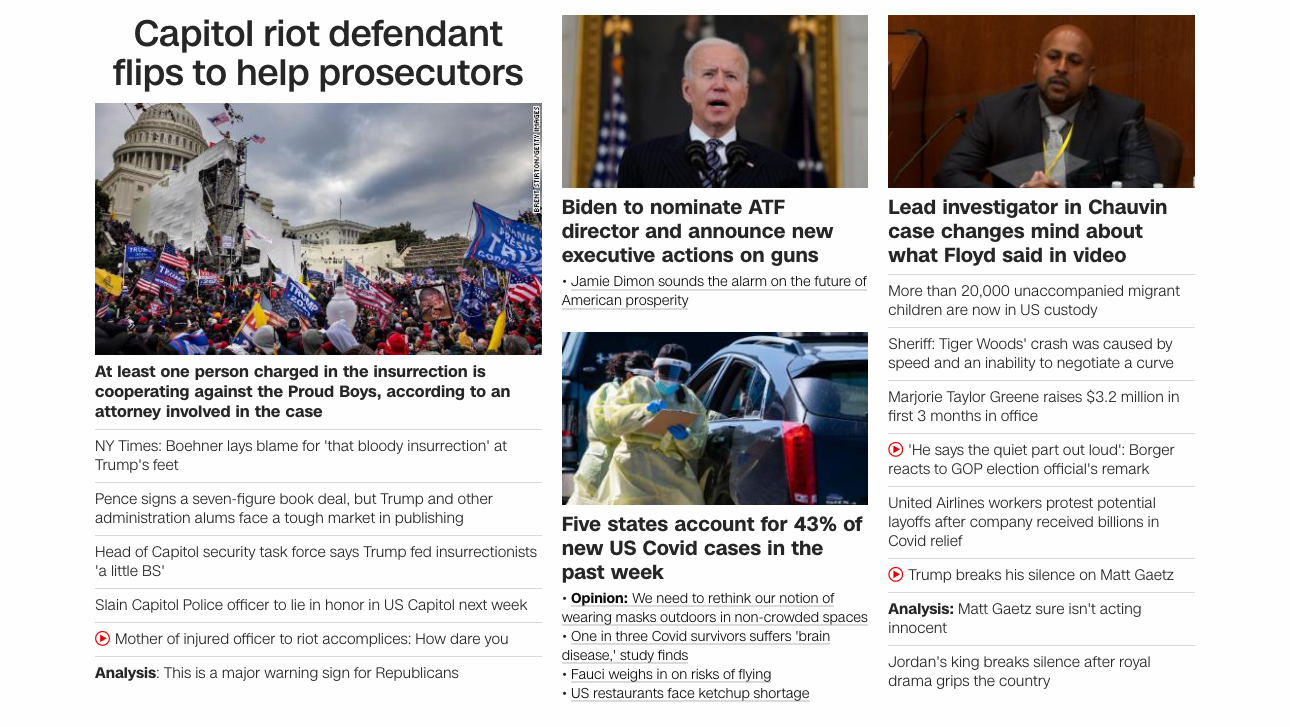 Capitol riot defendant
flips to help prosecutors
BRENT STIRTON/GETTY IMAGES
TRUMP
TRUMP
2020
At least one person charged in the insurrection is
cooperating against the Proud Boys, according to an
attorney involved in the case
NY Times: Boehner lays blame for 'that bloody insurrection' at
Trump's feet
Pence signs a seven-figure book deal, but Trump and other
administration alums face a tough market in publishing
Head of Capitol security task force says Trump fed insurrectionists
'a little BS'
Slain Capitol Police officer to lie in honor in US Capitol next week
Mother of injured officer to riot accomplices: How dare you
Analysis: This is a major warning sign for Republicans
Biden to nominate ATF
director and announce new
executive actions on guns
• Jamie Dimon sounds the alarm on the future of
American prosperity
Five states account for 43% of
new US Covid cases in the
past week
• Opinion: We need to rethink our notion of
wearing masks outdoors in non-crowded spaces
• One in three Covid survivors suffers 'brain
disease,' study finds
• Fauci weighs in on risks of flying
• US restaurants face ketchup shortage
Lead investigator in Chauvin
case changes mind about
what Floyd said in video
More than 20,000 unaccompanied migrant
children are now in US custody
Sheriff: Tiger Woods' crash was caused by
speed and an inability to negotiate a curve
Marjorie Taylor Greene raises $3.2 million in
first 3 months in office
'He says the quiet part out loud': Borger
reacts to GOP election official's remark
United Airlines workers protest potential
layoffs after company received billions in
Covid relief
Trump breaks his silence on Matt Gaetz
Analysis: Matt Gaetz sure isn't acting
innocent
Jordan's king breaks silence after royal
drama grips the country